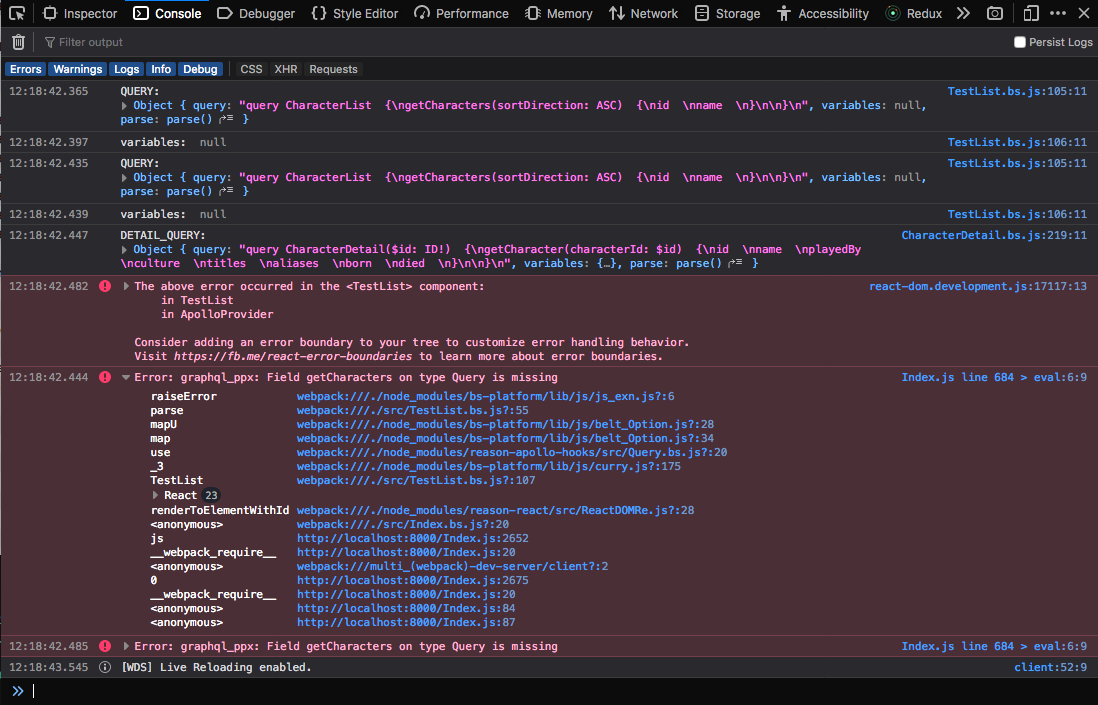 Inspector Console Debugger Style Editor Performance Memory Network Storage Accessibility Redux
Filter output Persist Logs
Errors Warnings Logs Info Debug CSS XHR Requests
12:18:42.365 QUERY: TestList.bs.js:105:11
Object { query: "query CharacterList  {\ngetCharacters(sortDirection: ASC)  {\nid  \nname  \n}\n\n}\n", variables: null,
parse: parse() }
12:18:42.397 variables: null TestList.bs.js:106:11
12:18:42.435 QUERY: TestList.bs.js:105:11
Object { query: "query CharacterList  {\ngetCharacters(sortDirection: ASC)  {\nid  \nname  \n}\n\n}\n", variables: null,
parse: parse() }
12:18:42.439 variables: null TestList.bs.js:106:11
12:18:42.447 DETAIL_QUERY: CharacterDetail.bs.js:219:11
Object { query: "query CharacterDetail($id: ID!)  {\ngetCharacter(characterId: $id)  {\nid  \nname  \nplayedBy
\nculture  \ntitles  \naliases  \nborn  \ndied  \n}\n\n}\n", variables: {…}, parse: parse() }
12:18:42.482 The above error occurred in the <TestList> component: react-dom.development.js:17117:13
in TestList
in ApolloProvider
Consider adding an error boundary to your tree to customize error handling behavior.
Visit https://fb.me/react-error-boundaries to learn more about error boundaries.
12:18:42.444 Error: graphql_ppx: Field getCharacters on type Query is missing Index.js line 684 > eval:6:9
raiseError webpack:///./node_modules/bs-platform/lib/js/js_exn.js?:6
parse webpack:///./src/TestList.bs.js?:55
mapU webpack:///./node_modules/bs-platform/lib/js/belt_Option.js?:28
map webpack:///./node_modules/bs-platform/lib/js/belt_Option.js?:34
use webpack:///./node_modules/reason-apollo-hooks/src/Query.bs.js?:20
_3 webpack:///./node_modules/bs-platform/lib/js/curry.js?:175
TestList webpack:///./src/TestList.bs.js?:107
React 23
renderToElementWithId webpack:///./node_modules/reason-react/src/ReactDOMRe.js?:28
<anonymous> webpack:///./src/Index.bs.js?:20
js http://localhost:8000/Index.js:2652
__webpack_require__ http://localhost:8000/Index.js:20
<anonymous> webpack:///multi_(webpack)-dev-server/client?:2
0 http://localhost:8000/Index.js:2675
__webpack_require__ http://localhost:8000/Index.js:20
<anonymous> http://localhost:8000/Index.js:84
<anonymous> http://localhost:8000/Index.js:87
12:18:42.485 Error: graphql_ppx: Field getCharacters on type Query is missing Index.js line 684 > eval:6:9
12:18:43.545 [WDS] Live Reloading enabled. client:52:9